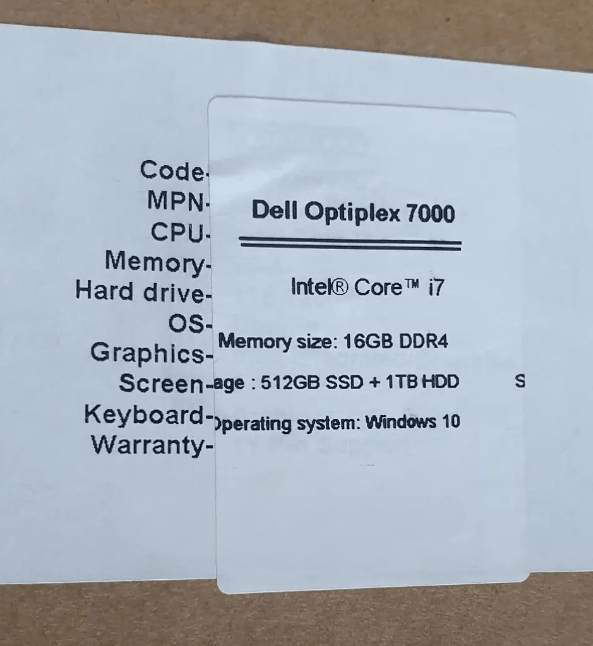 Code-
MPN-
CPU-
Memory-
Hard drive-
OS-
Graphics-
Screen-
Keyboard-
Warranty-
Dell Optiplex 7000
Intel® Core™ i7
Memory size: 16GB DDR4
age : 512GB SSD + 1TB HDD S
Operating system: Windows 10